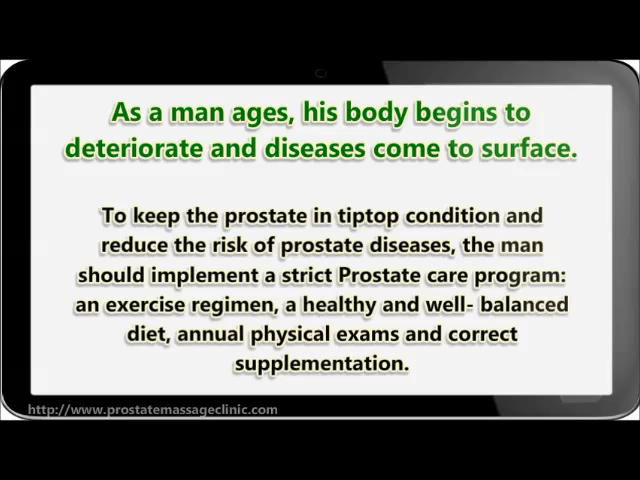 As a man ages, his body begins to
deteriorate and diseases come to surface.
To keep the prostate in tiptop condition and
reduce the risk of prostate diseases, the man
should implement a strict Prostate care program:
an exercise regimen, a healthy and well- balanced
diet, annual physical exams and correct
supplementation.
http://www.prostatemassageclinic.com